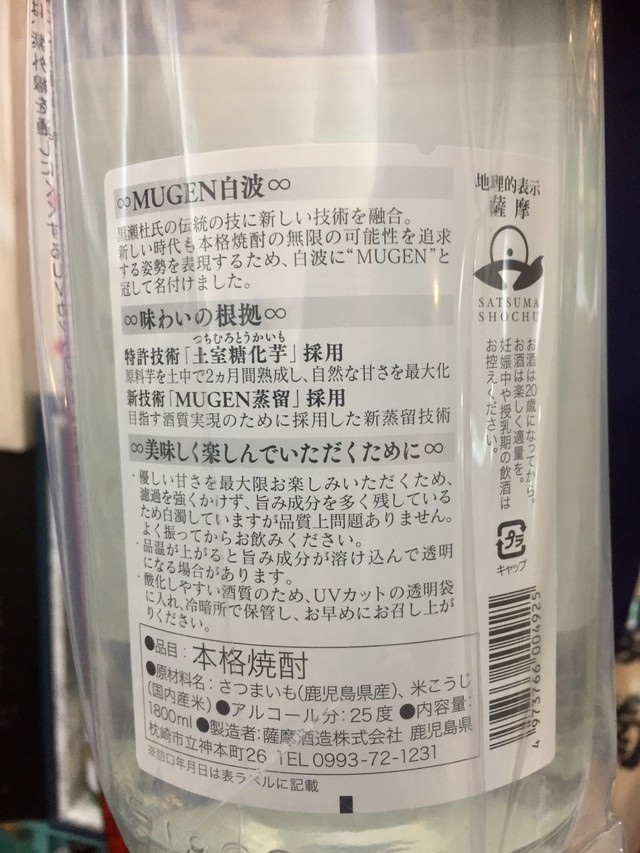 ∞MUGEN白波∞
黒瀬杜氏の伝統の技に新しい技術を融合。
新しい時代も本格焼酎の無限の可能性を追求
する姿勢を表現するため、白波に“MUGEN”と
冠して名付けました。
∞味わいの根拠∞
つちむろとうかいも
特許技術「土室糖化芋」採用
原料芋を土中で2ヵ月間熟成し、自然な甘さを最大化
新技術「MUGEN蒸留」採用
目指す酒質実現のために採用した新蒸留技術
∞美味しく楽しんでいただくために∞
・優しい甘さを最大限お楽しみいただくため、
濾過を強くかけず、旨み成分を多く残している
ため白濁していますが品質上問題ありません。
よく振ってからお飲みください。
・品温が上がると旨み成分が溶け込んで透明
になる場合があります。
・酸化しやすい酒質のため、UVカットの透明袋
に入れ、冷暗所で保管し、お早めにお召し上が
りください。
●品目：本格焼酎
●原材料名：さつまいも(鹿児島県産)、米こうじ
(国内産米)●アルコール分：25度●内容量：
1800ml●製造者：薩摩酒造株式会社 鹿児島県
枕崎市立神本町26 TEL 0993-72-1231
※詰口年月日は表ラベルに記載
地理的表示
薩摩
SATSUMA
SHOCHU
お酒は20歳になってから。
お酒は楽しく適量を。
妊娠中や授乳期の飲酒は
お控えください。
プラ
キャップ
4 973766 004925